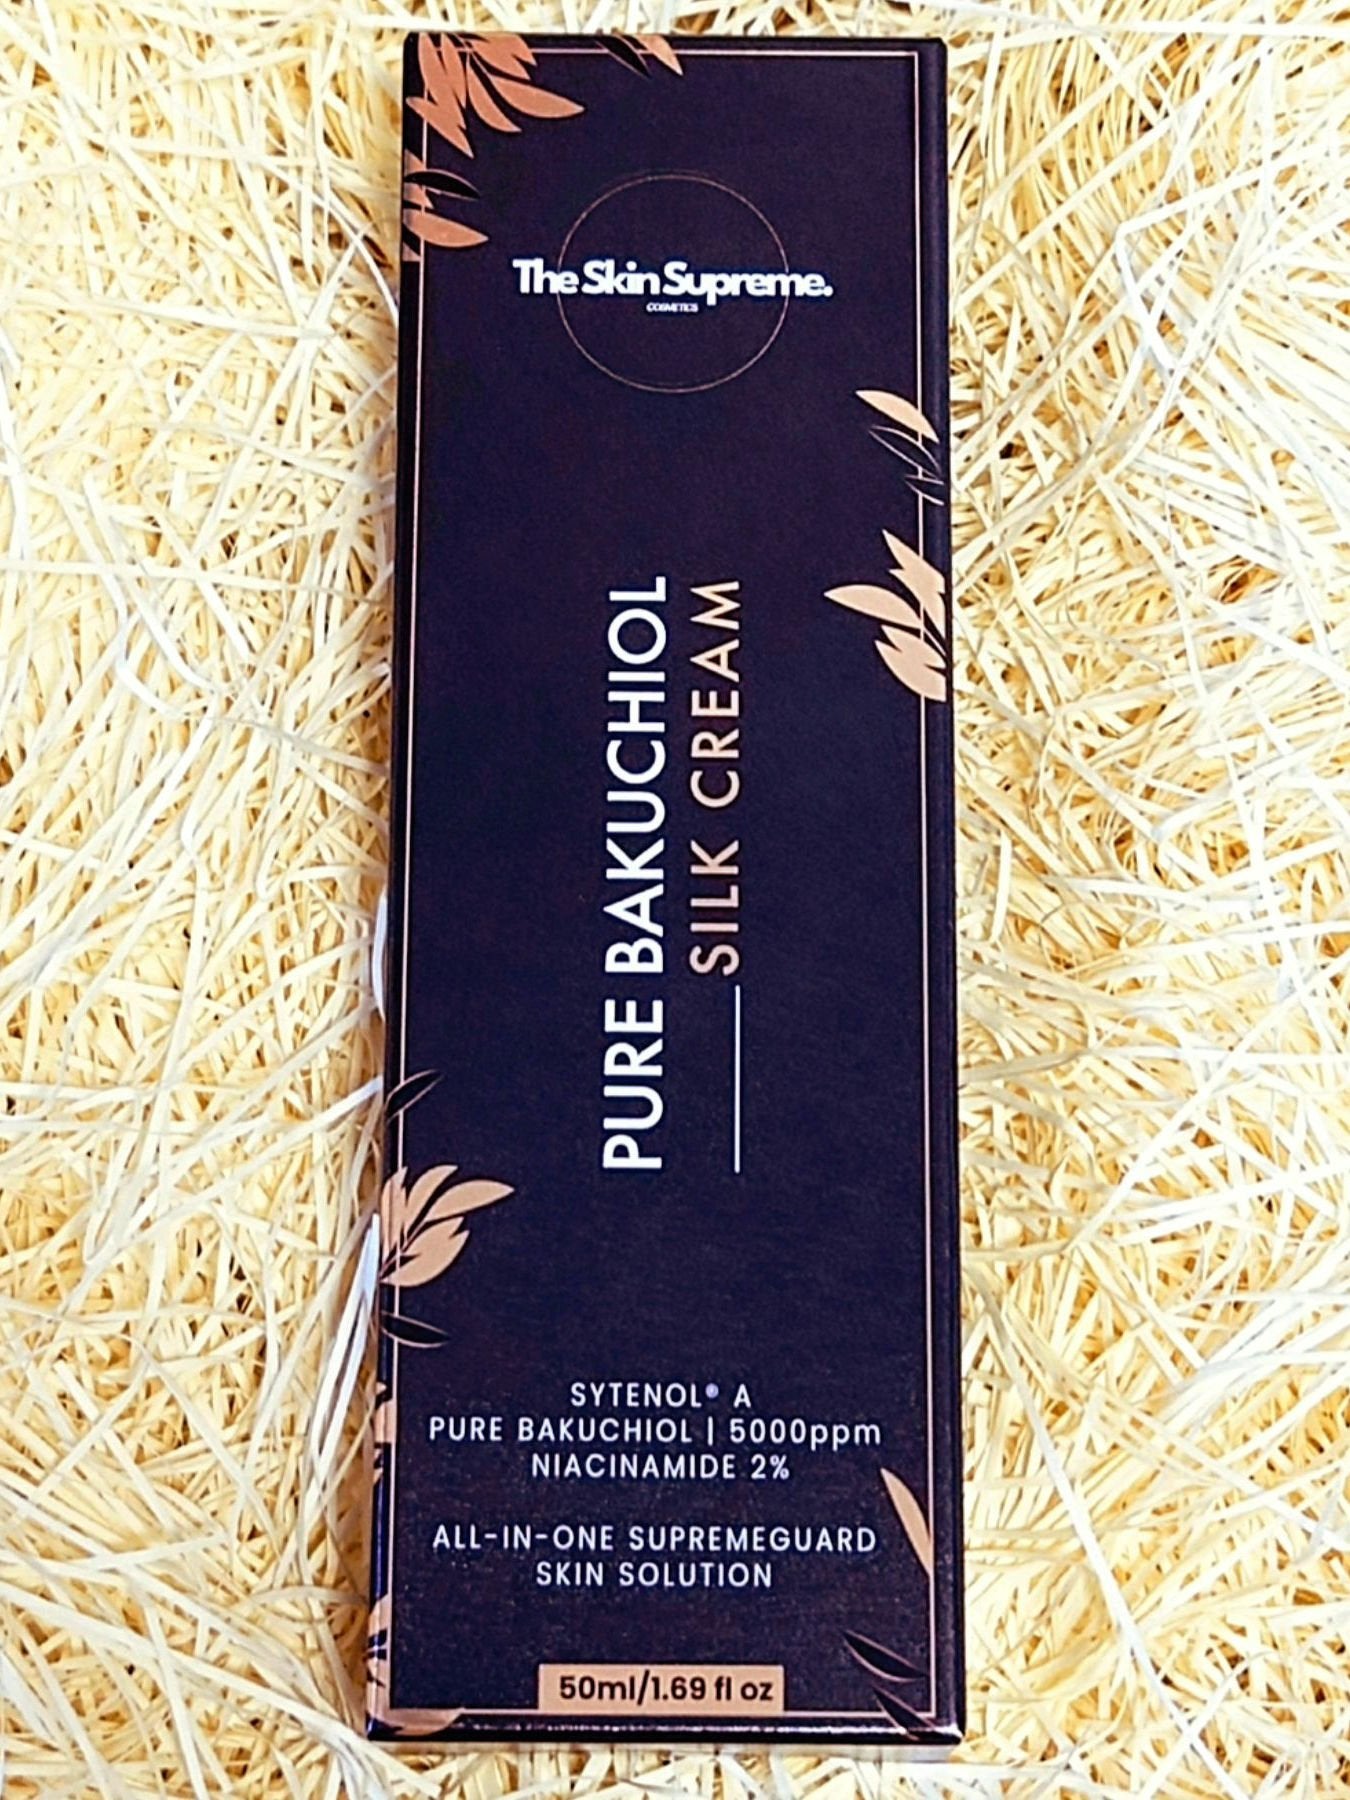 The Skin Supreme.
COSMETICS
PURE BAKUCHIOL
SILK CREAM
SYTENOL® A
PURE BAKUCHIOL | 5000ppm
NIACINAMIDE 2%
ALL-IN-ONE SUPREMEGUARD
SKIN SOLUTION
50ml/1.69 fl oz